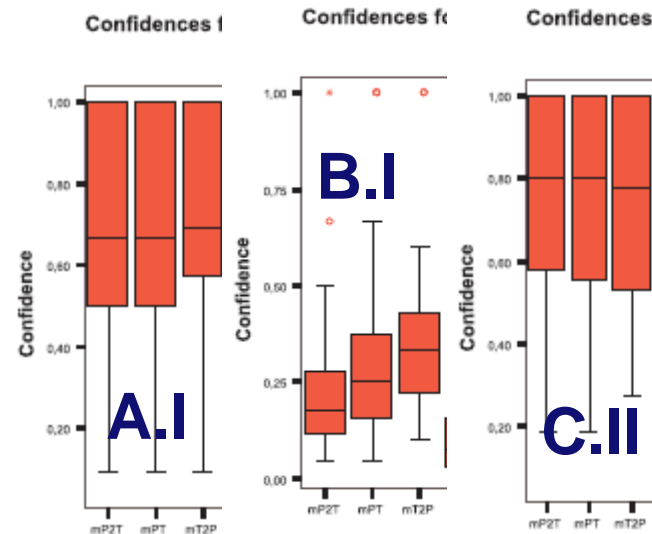 Confidences f
1,00
0,80
0,60
0,40
0,20
Confidence
A.I
mP2T mPT mT2P
Confidences fo
1,00
0,75
0,50
0,25
0,00
Confidence
B.I
mP2T mPT mT2P
Confidences
1,00
0,80
0,60
0,40
0,20
Confidence
C.II
mP2T mPT mT2P